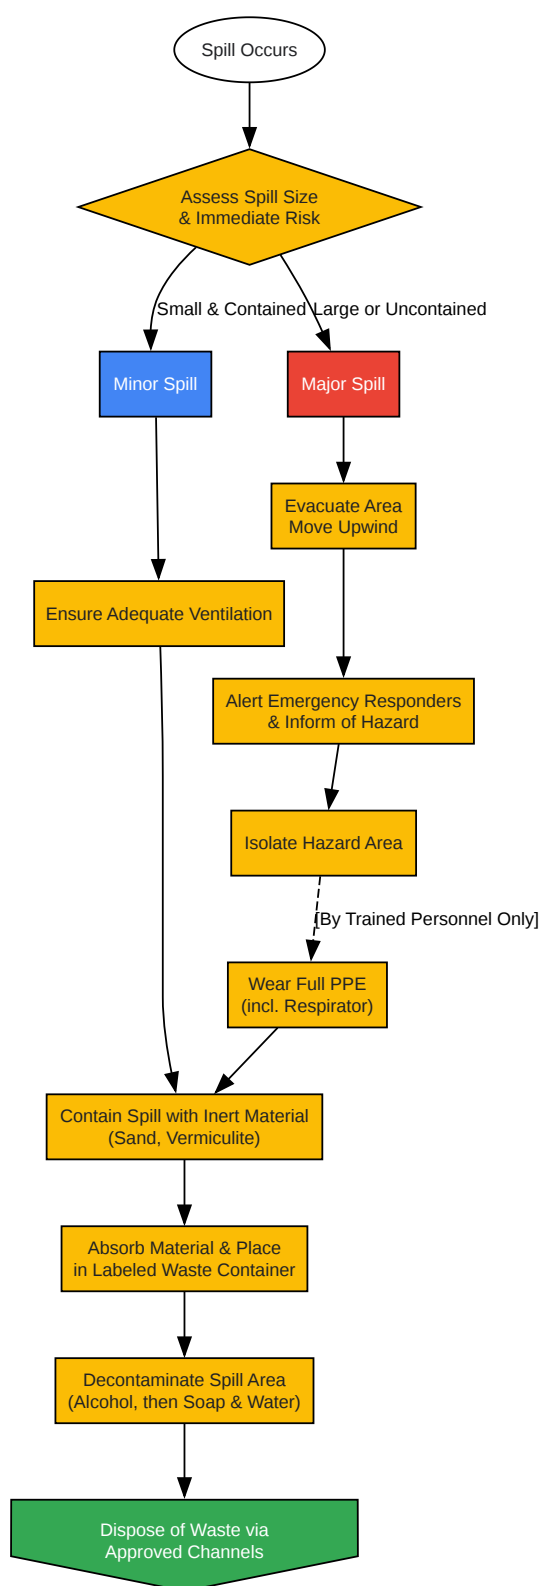 Spill Occurs
Assess Spill Size
& Immediate Risk
Small & Contained
Large or Uncontained
Minor Spill
Major Spill
Evacuate Area
Move Upwind
Ensure Adequate Ventilation
Alert Emergency Responders
& Inform of Hazard
Isolate Hazard Area
[By Trained Personnel Only]
Wear Full PPE
(incl. Respirator)
Contain Spill with Inert Material
(Sand, Vermiculite)
Absorb Material & Place
in Labeled Waste Container
Decontaminate Spill Area
(Alcohol, then Soap & Water)
Dispose of Waste via
Approved Channels